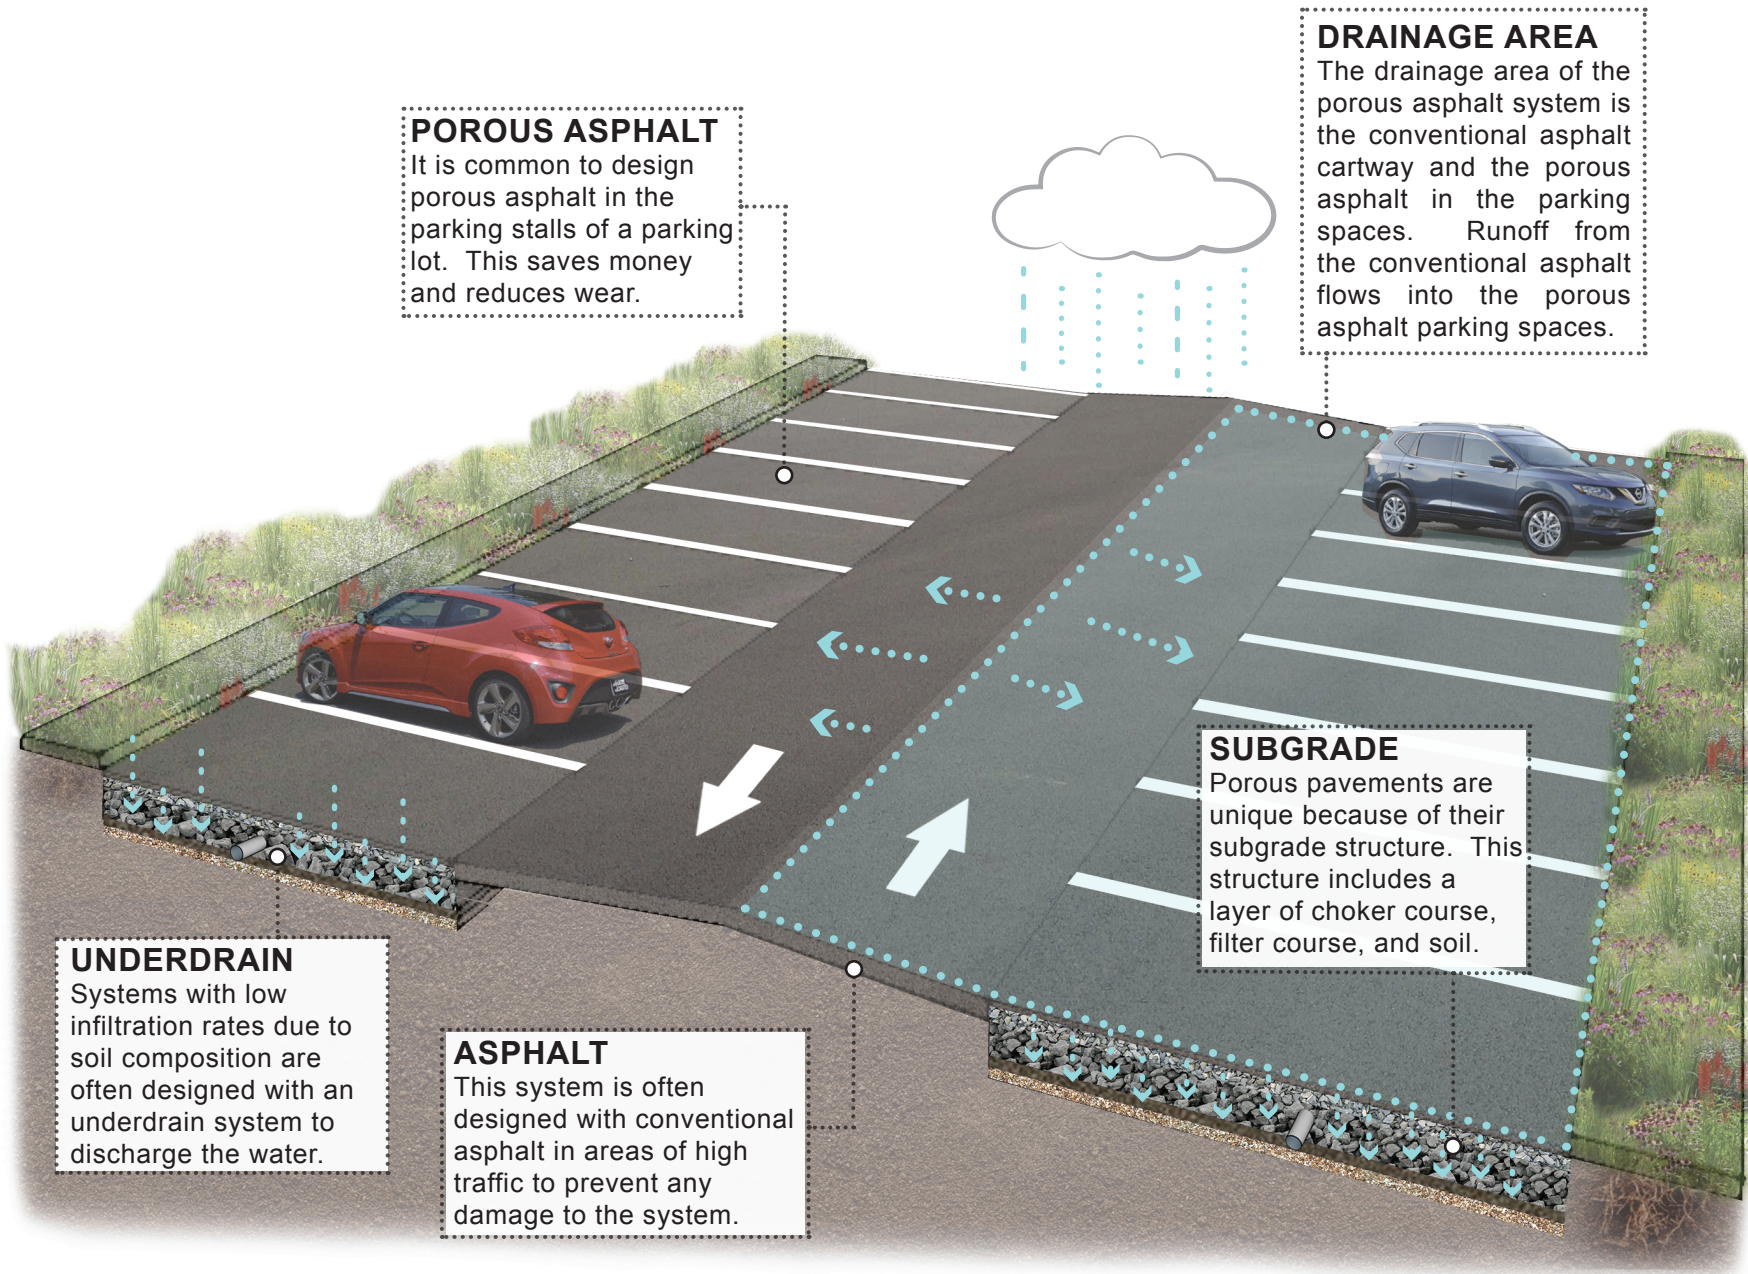 POROUS ASPHALT
It is common to design
porous asphalt in the
parking stalls of a parking
lot. This saves money
and reduces wear.
DRAINAGE AREA
The drainage area of the
porous asphalt system is
the conventional asphalt
cartway and the porous
asphalt in the parking
spaces. Runoff from
the conventional asphalt
flows into the porous
asphalt parking spaces.
SUBGRADE
Porous pavements are
unique because of their
subgrade structure. This
structure includes a
layer of choker course,
filter course, and soil.
UNDERDRAIN
Systems with low
infiltration rates due to
soil composition are
often designed with an
underdrain system to
discharge the water.
ASPHALT
This system is often
designed with conventional
asphalt in areas of high
traffic to prevent any
damage to the system.